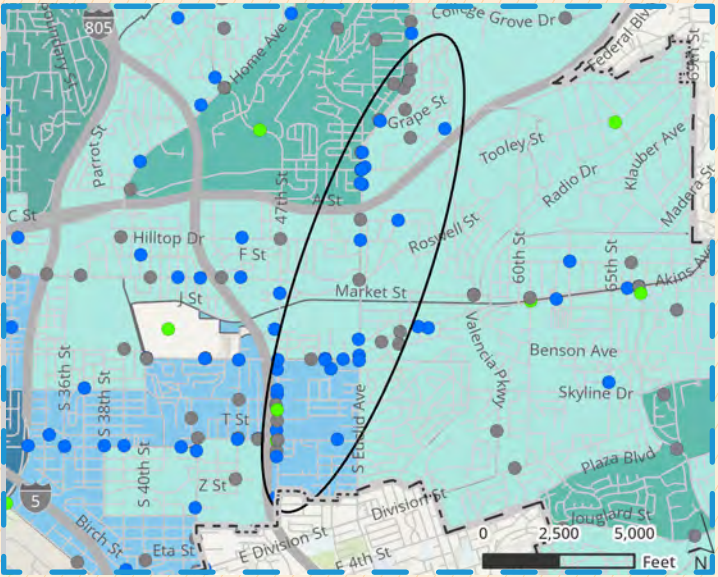 College Grove Dr
805
Boundary St
Home Ave
Federal Blvd
69th St
Grape St
Parrot St
Tooley St
Klauber Ave
Radio Dr
Madera St
47th St
A St
C St
Hilltop Dr
F St
Roswell St
60th St
65th St
Akins Ave
J St
Market St
Valencia Pkwy
Benson Ave
S 36th St
S 38th St
S Euclid Ave
Skyline Dr
T St
S 40th St
Plaza Blvd
Z St
5
Division St
Jouglard St
Birch St
Eta St
E Division St
E 4th St
0 2,500 5,000
Feet
N